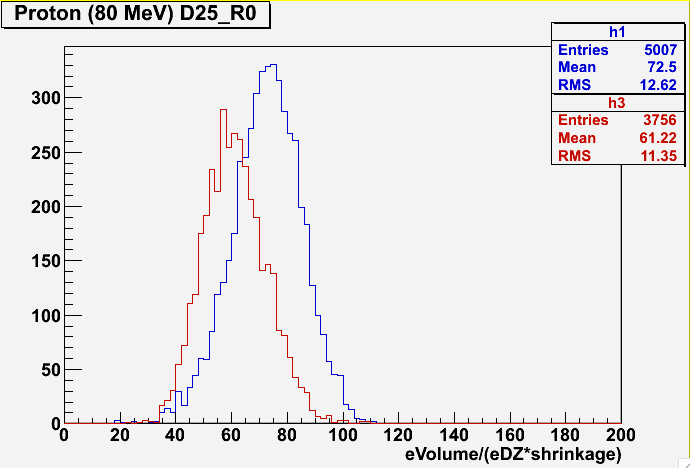 Proton (80 MeV) D25_R0
h1
Entries 5007
Mean 72.5
RMS 12.62
h3
Entries 3756
Mean 61.22
RMS 11.35
300
250
200
150
100
50
0
0 20 40 60 80 100 120 140 160 180 200
eVolume/(eDZ*shrinkage)